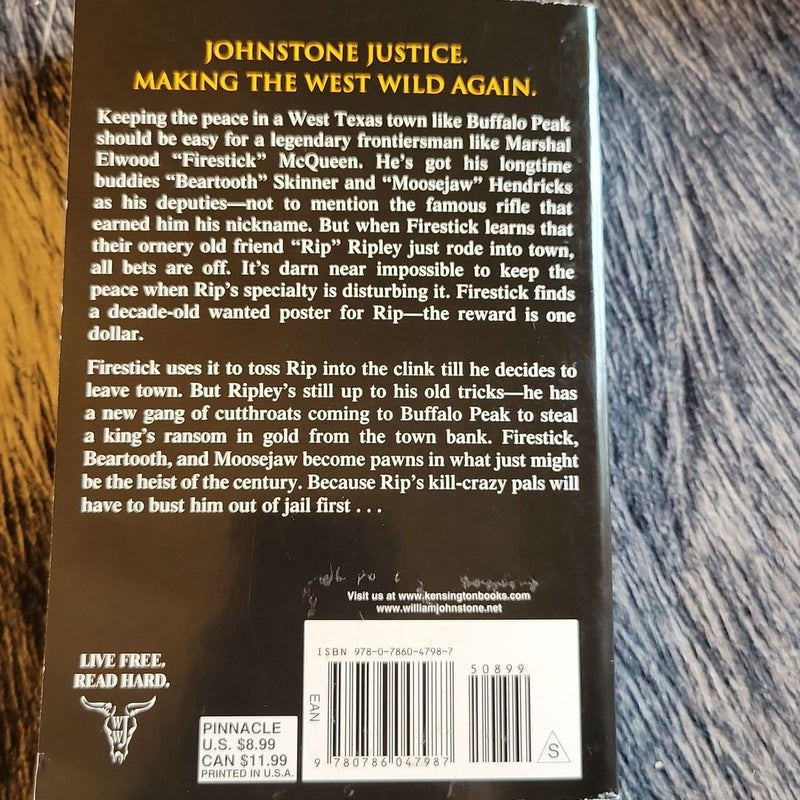 JOHNSTONE JUSTICE.
MAKING THE WEST WILD AGAIN.
Keeping the peace in a West Texas town like Buffalo Peak
should be easy for a legendary frontiersman like Marshal
Elwood “Firestick” McQueen. He’s got his longtime
buddies “Beartooth” Skinner and “Moosejaw” Hendricks
as his deputies—not to mention the famous rifle that
earned him his nickname. But when Firestick learns that
their ornery old friend “Rip” Ripley just rode into town,
all bets are off. It’s darn near impossible to keep the
peace when Rip’s specialty is disturbing it. Firestick finds
a decade-old wanted poster for Rip—the reward is one
dollar.
Firestick uses it to toss Rip into the clink till he decides to
leave town. But Ripley’s still up to his old tricks—he has
a new gang of cutthroats coming to Buffalo Peak to steal
a king’s ransom in gold from the town bank. Firestick,
Beartooth, and Moosejaw become pawns in what just might
be the heist of the century. Because Rip’s kill-crazy pals will
have to bust him out of jail first . . .
Visit us at www.kensingtonbooks.com
www.williamjohnstone.net
LIVE FREE.
READ HARD.
WWJ
PINNACLE
U.S. $8.99
CAN $11.99
PRINTED IN U.S.A.
ISBN 978-0-7860-4798-7
50899
EAN
9 780786 047987
S